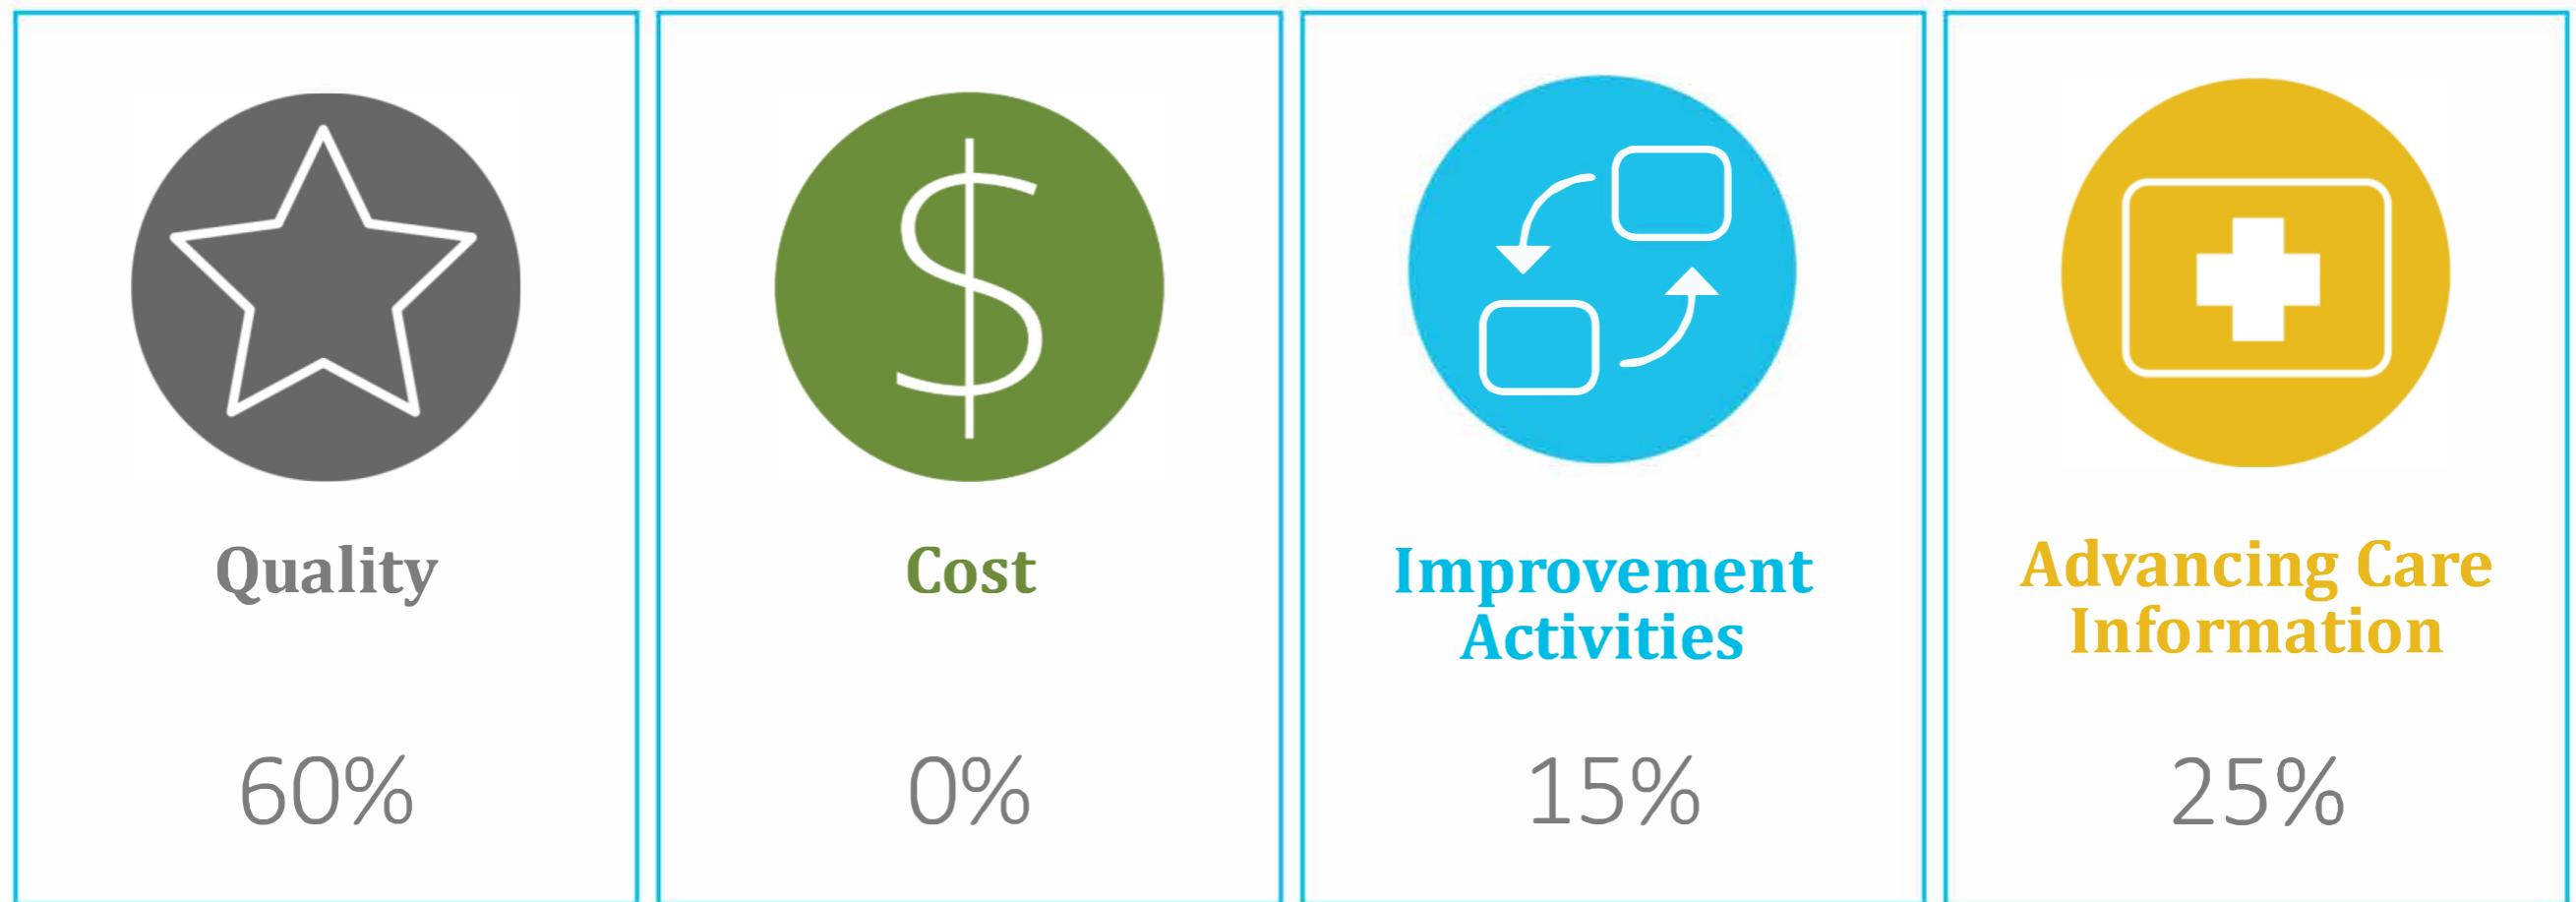 Quality
60%
Cost
0%
Improvement
Activities
15%
Advancing Care
Information
25%